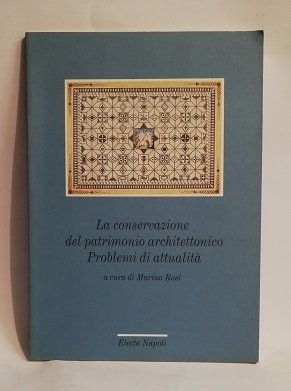 La conservazione
del patrimonio architettonico
Problemi di attualità
a cura di Marina Rosi
Electa Napoli